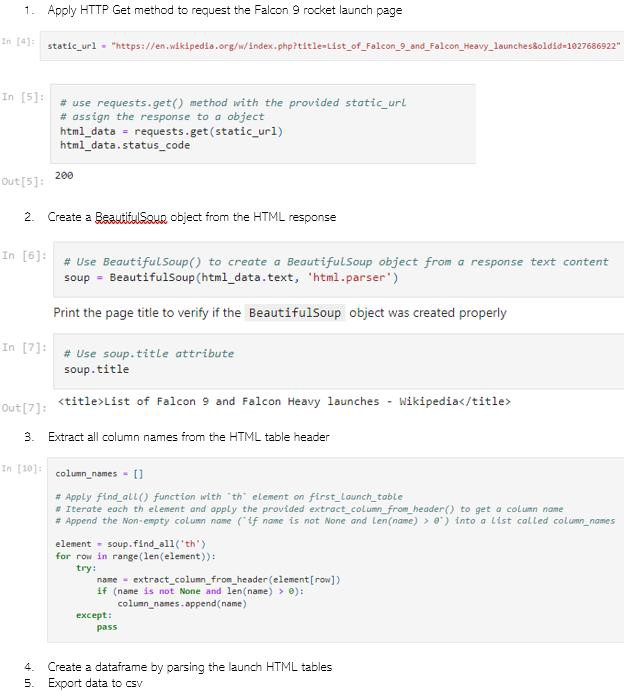 1. Apply HTTP Get method to request the Falcon 9 rocket launch page
In [4]: static_url = "https://en.wikipedia.org/w/index.php?title=List_of_Falcon_9_and_Falcon_Heavy_launches&oldid=1027686922"
In [5]: # use requests.get() method with the provided static_url
# assign the response to a object
html_data = requests.get(static_url)
html_data.status_code
Out[5]: 200
2. Create a BeautifulSoup object from the HTML response
In [6]: # Use BeautifulSoup() to create a BeautifulSoup object from a response text content
soup = BeautifulSoup(html_data.text, 'html.parser')
Print the page title to verify if the BeautifulSoup object was created properly
In [7]: # Use soup.title attribute
soup.title
Out[7]: <title>List of Falcon 9 and Falcon Heavy launches - Wikipedia</title>
3. Extract all column names from the HTML table header
In [10]: column_names = []
# Apply find_all() function with `th` element on first_launch_table
# Iterate each th element and apply the provided extract_column_from_header() to get a column name
# Append the Non-empty column name (`if name is not None and len(name) > 0`) into a list called column_names
element = soup.find_all('th')
for row in range(len(element)):
try:
name = extract_column_from_header(element[row])
if (name is not None and len(name) > 0):
column_names.append(name)
except:
pass
4. Create a dataframe by parsing the launch HTML tables
5. Export data to csv